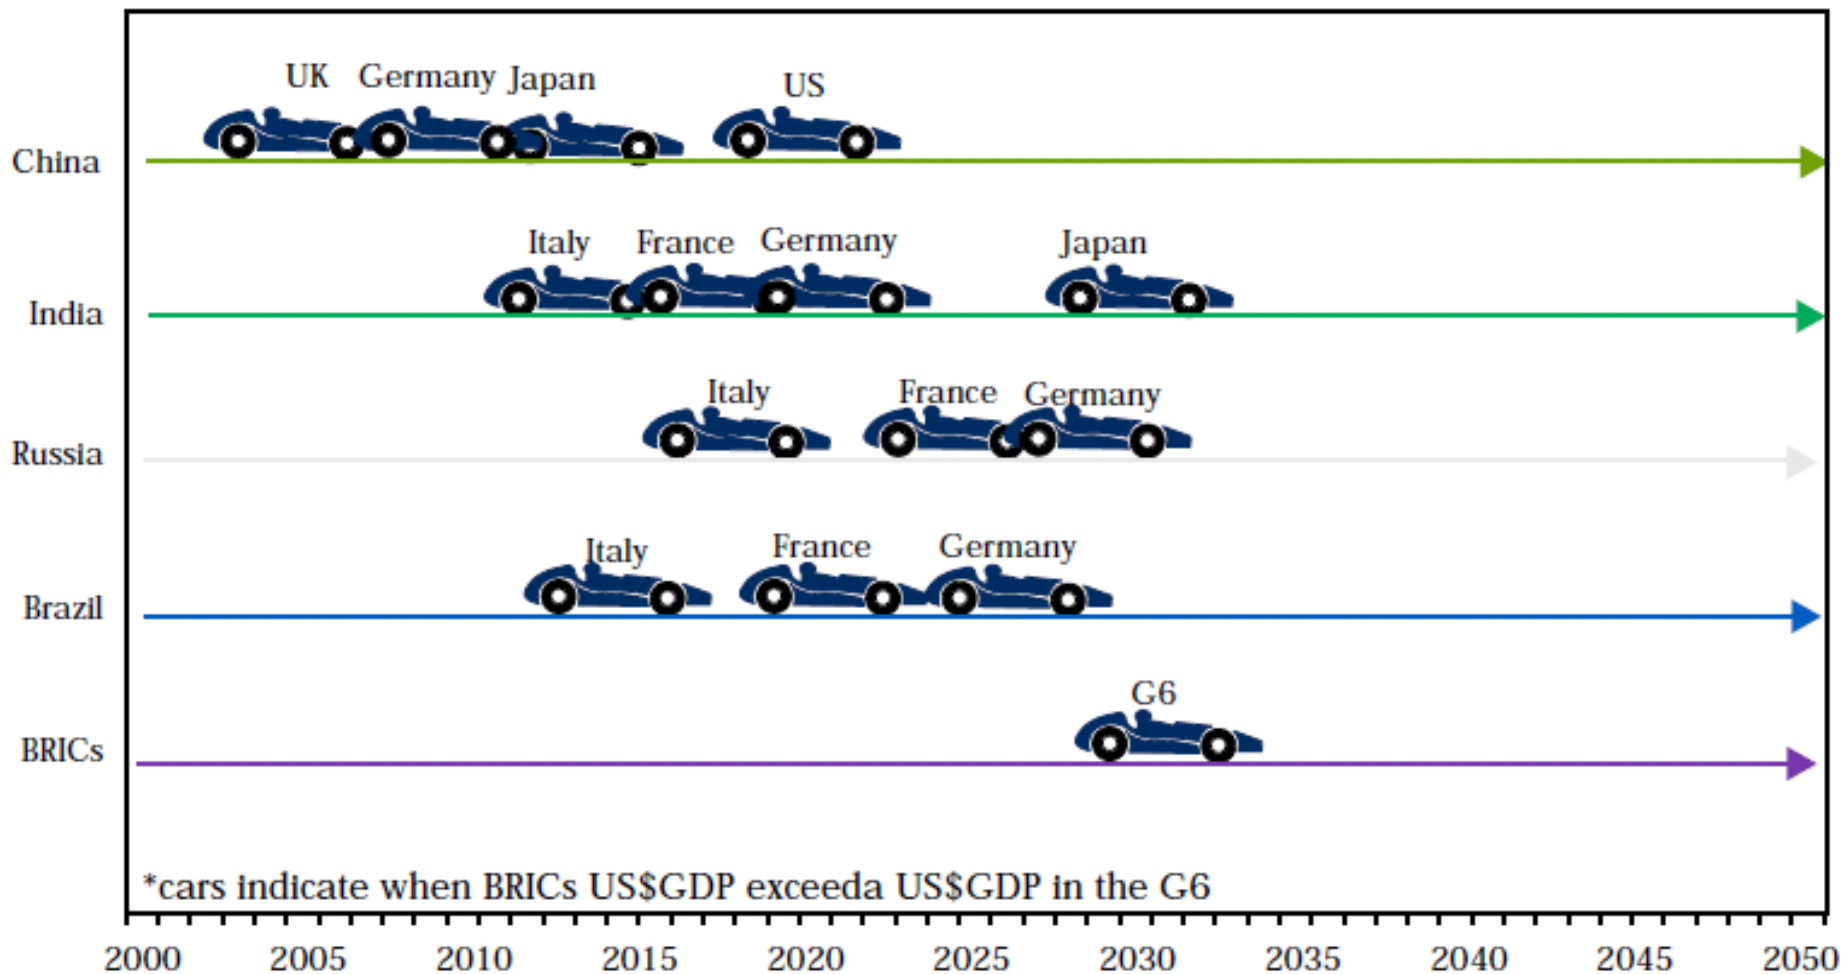 UK Germany Japan US
China
Italy France Germany Japan
India
Italy France Germany
Russia
Italy France Germany
Brazil
G6
BRICs
*cars indicate when BRICs US$GDP exceeda US$GDP in the G6
2000 2005 2010 2015 2020 2025 2030 2035 2040 2045 2050